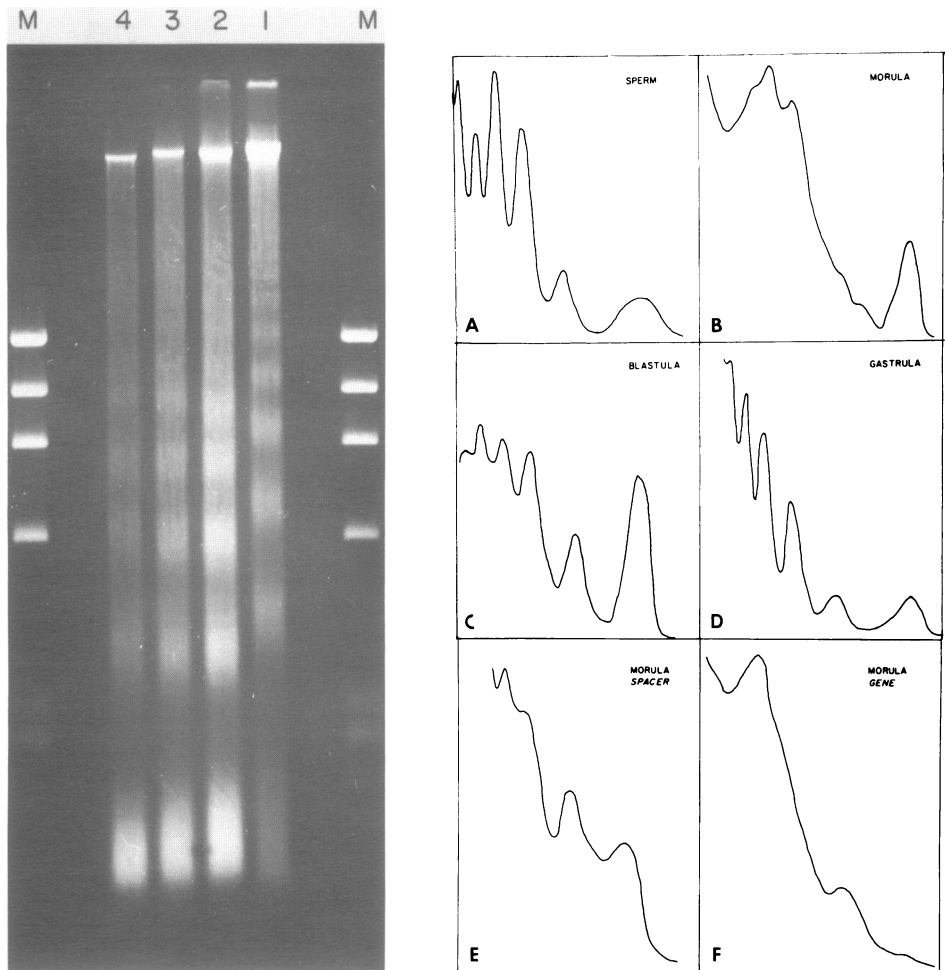 M 4 3 2 1 M
SPERM
A
MORULA
B
BLASTULA
C
GASTRULA
D
MORULA
SPACER
E
MORULA
GENE
F